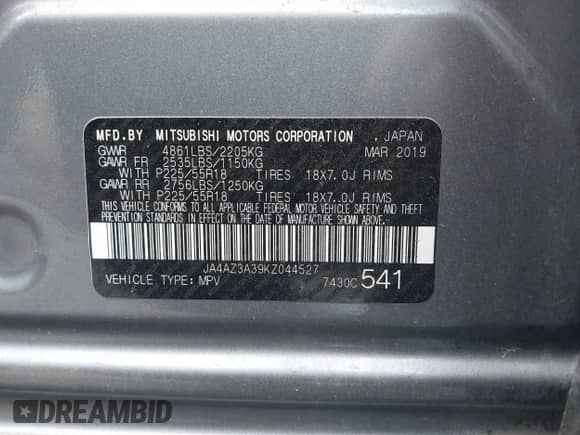 MFD.BY MITSUBISHI MOTORS CORPORATION . JAPAN
GVWR 4861LBS/2205KG MAR 2019
GAWR FR 2535LBS/1150KG
WITH P225/55R18 TIRES 18X7.0J RIMS
GAWR RR 2756LBS/1250KG
WITH P225/55R18 TIRES 18X7.0J RIMS
THIS VEHICLE CONFORMS TO ALL APPLICABLE FEDERAL MOTOR VEHICLE SAFETY AND THEFT
PREVENTION STANDARDS IN EFFECT ON THE DATE OF MANUFACTURE SHOWN ABOVE.
JA4AZ3A39KZ044527
VEHICLE TYPE: MPV 7430C 541
DREAMBID